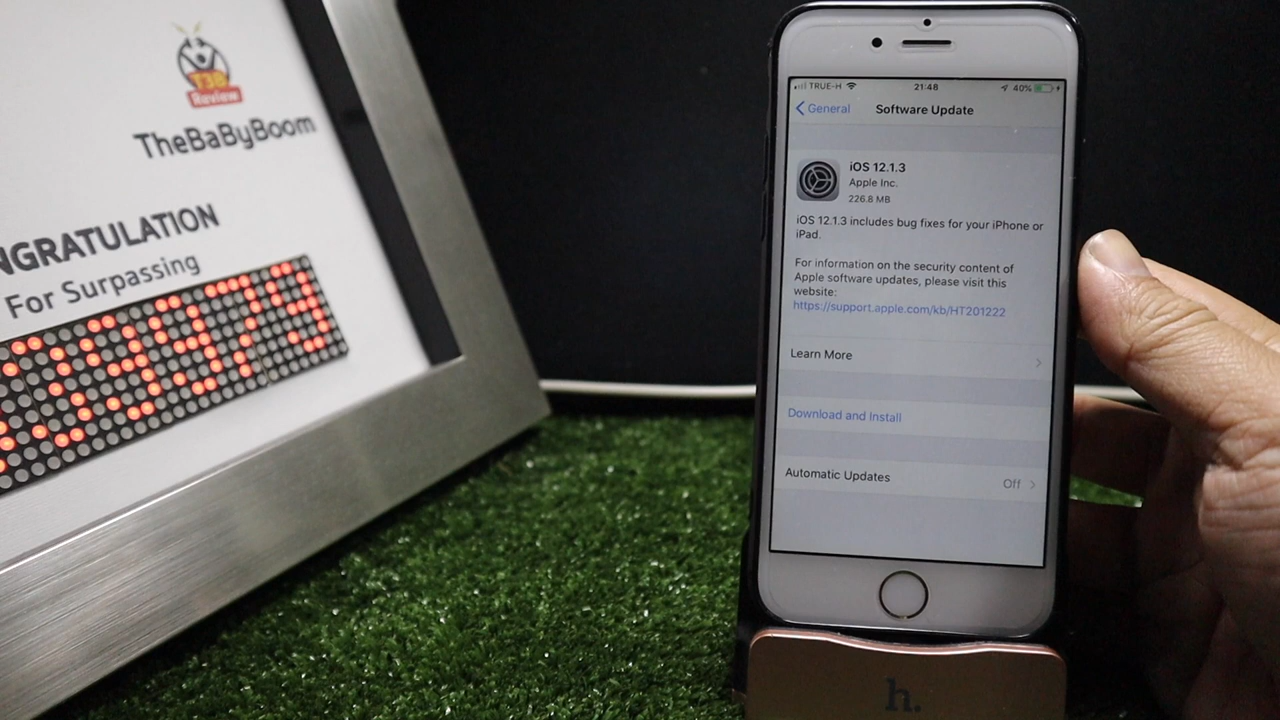 T3B
Review
TheBaByBoom
NGRATULATION
For Surpassing
39979
TRUE-H
21:48
40%
General
Software Update
iOS 12.1.3
Apple Inc.
226.8 MB
iOS 12.1.3 includes bug fixes for your iPhone or
iPad.
For information on the security content of
Apple software updates, please visit this
website:
https://support.apple.com/kb/HT201222
Learn More
Download and Install
Automatic Updates
Off
h.